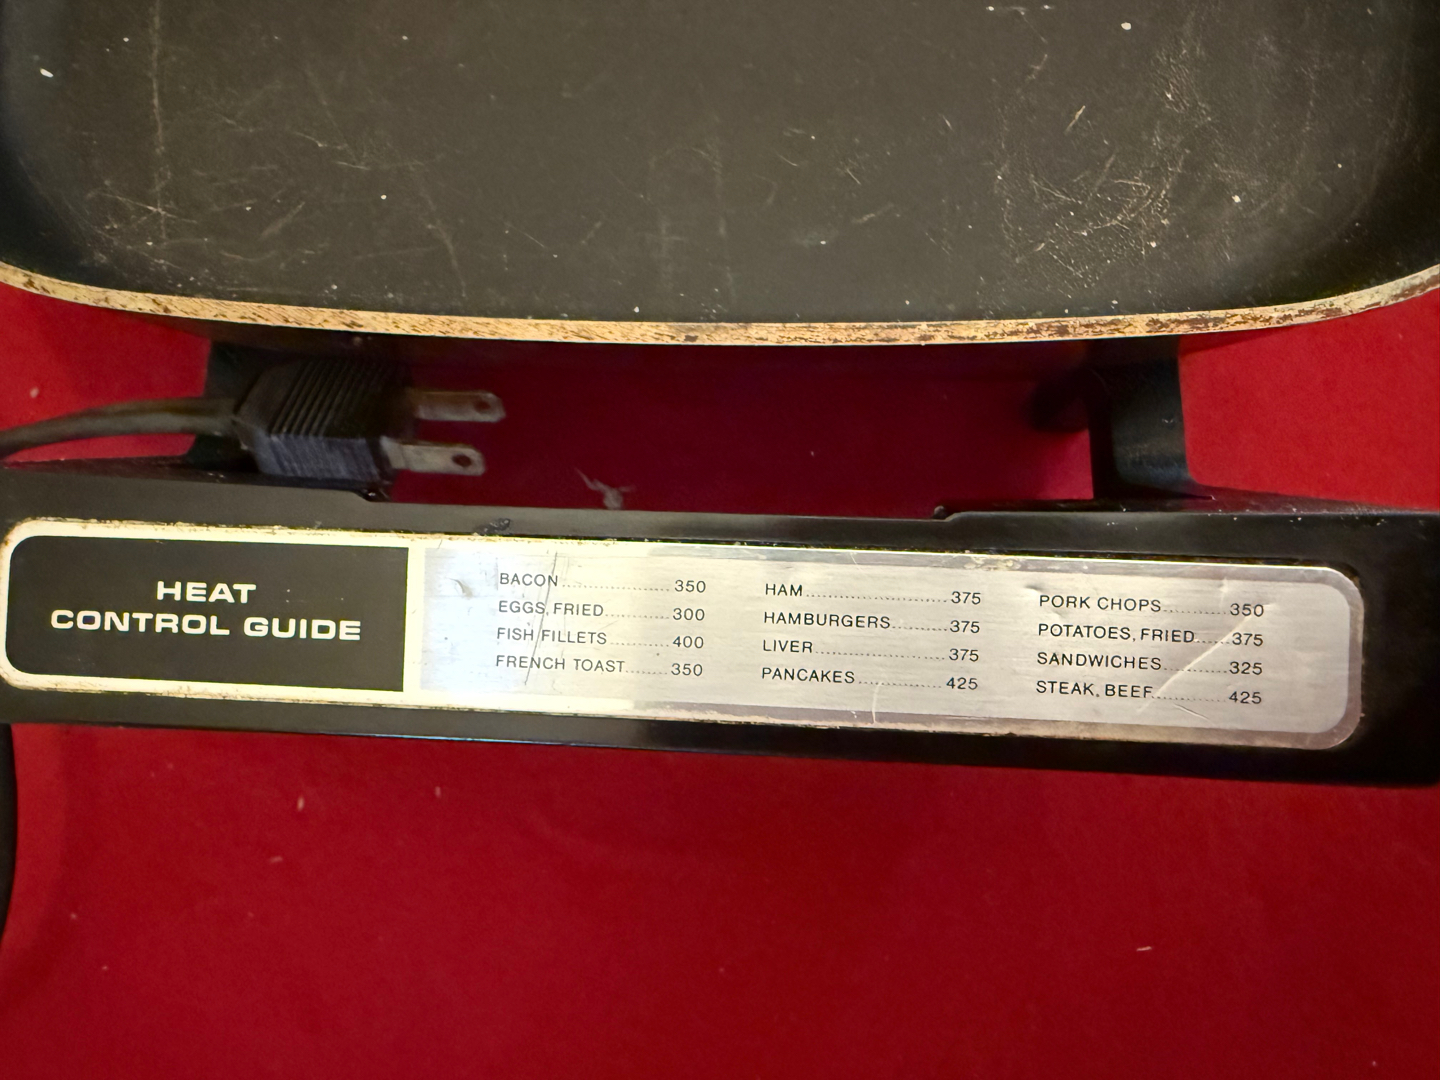 HEAT
CONTROL GUIDE
BACON.....................350
EGGS, FRIED.............300
FISH FILLETS............400
FRENCH TOAST........350
HAM............................375
HAMBURGERS.........375
LIVER..........................375
PANCAKES................425
PORK CHOPS............350
POTATOES, FRIED.....375
SANDWICHES............325
STEAK, BEEF..............425